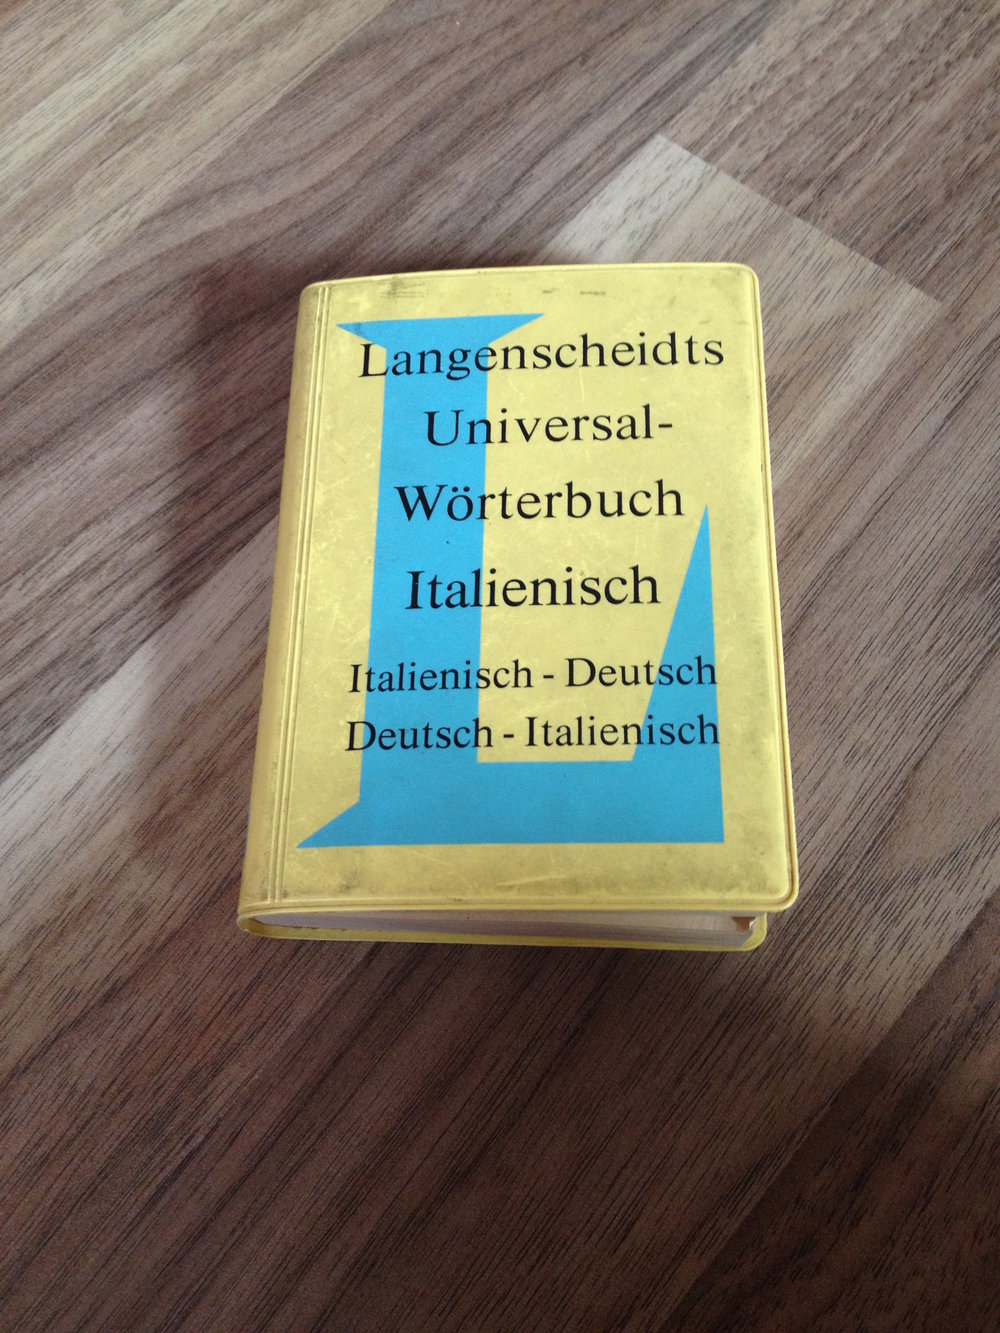 Langenscheidts
Universal-
Wörterbuch
Italienisch
Italienisch - Deutsch
Deutsch - Italienisch